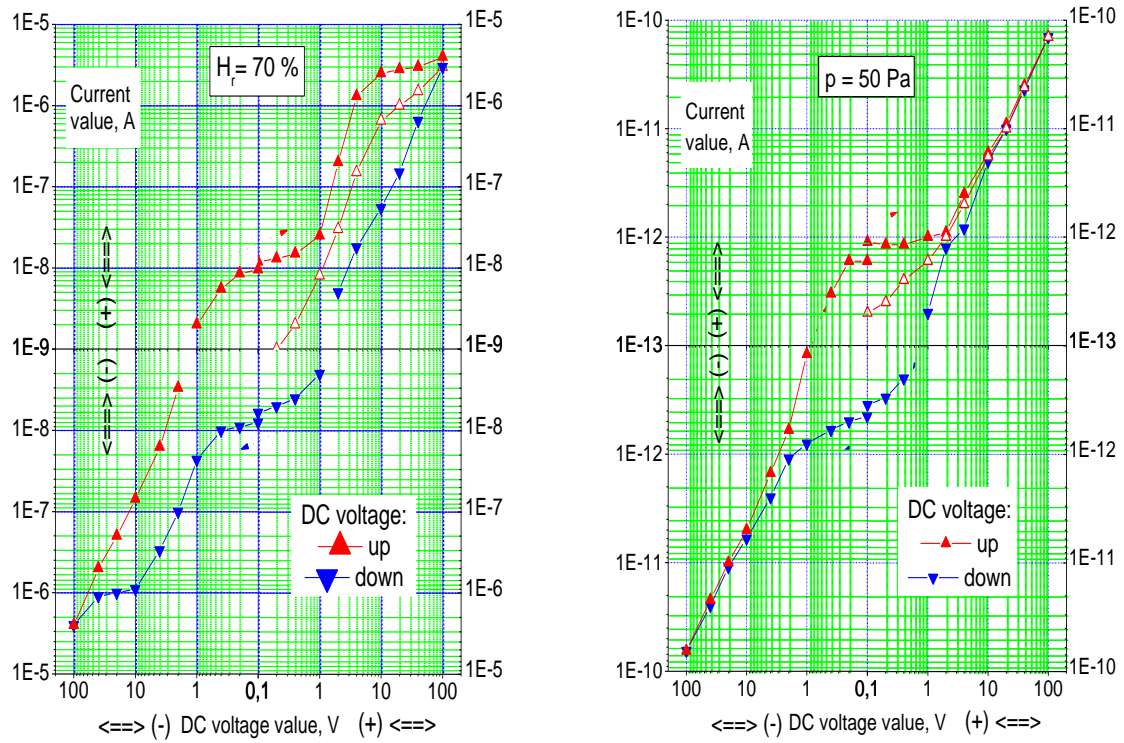 1E-5
1E-6
1E-7
1E-8
1E-9
1E-8
1E-7
1E-6
1E-5
1E-5
1E-6
1E-7
1E-8
1E-9
1E-8
1E-7
1E-6
1E-5
Hr= 70 %
Current
value, A
<==(-) (+)==>
DC voltage:
up
down
100 10 1 0,1 1 10 100
<==> (-) DC voltage value, V (+) <==>
1E-10
1E-11
1E-12
1E-13
1E-12
1E-11
1E-10
1E-10
1E-11
1E-12
1E-13
1E-12
1E-11
1E-10
p = 50 Pa
Current
value, A
<==(-) (+)==>
DC voltage:
up
down
100 10 1 0,1 1 10 100
<==> (-) DC voltage value, V (+) <==>